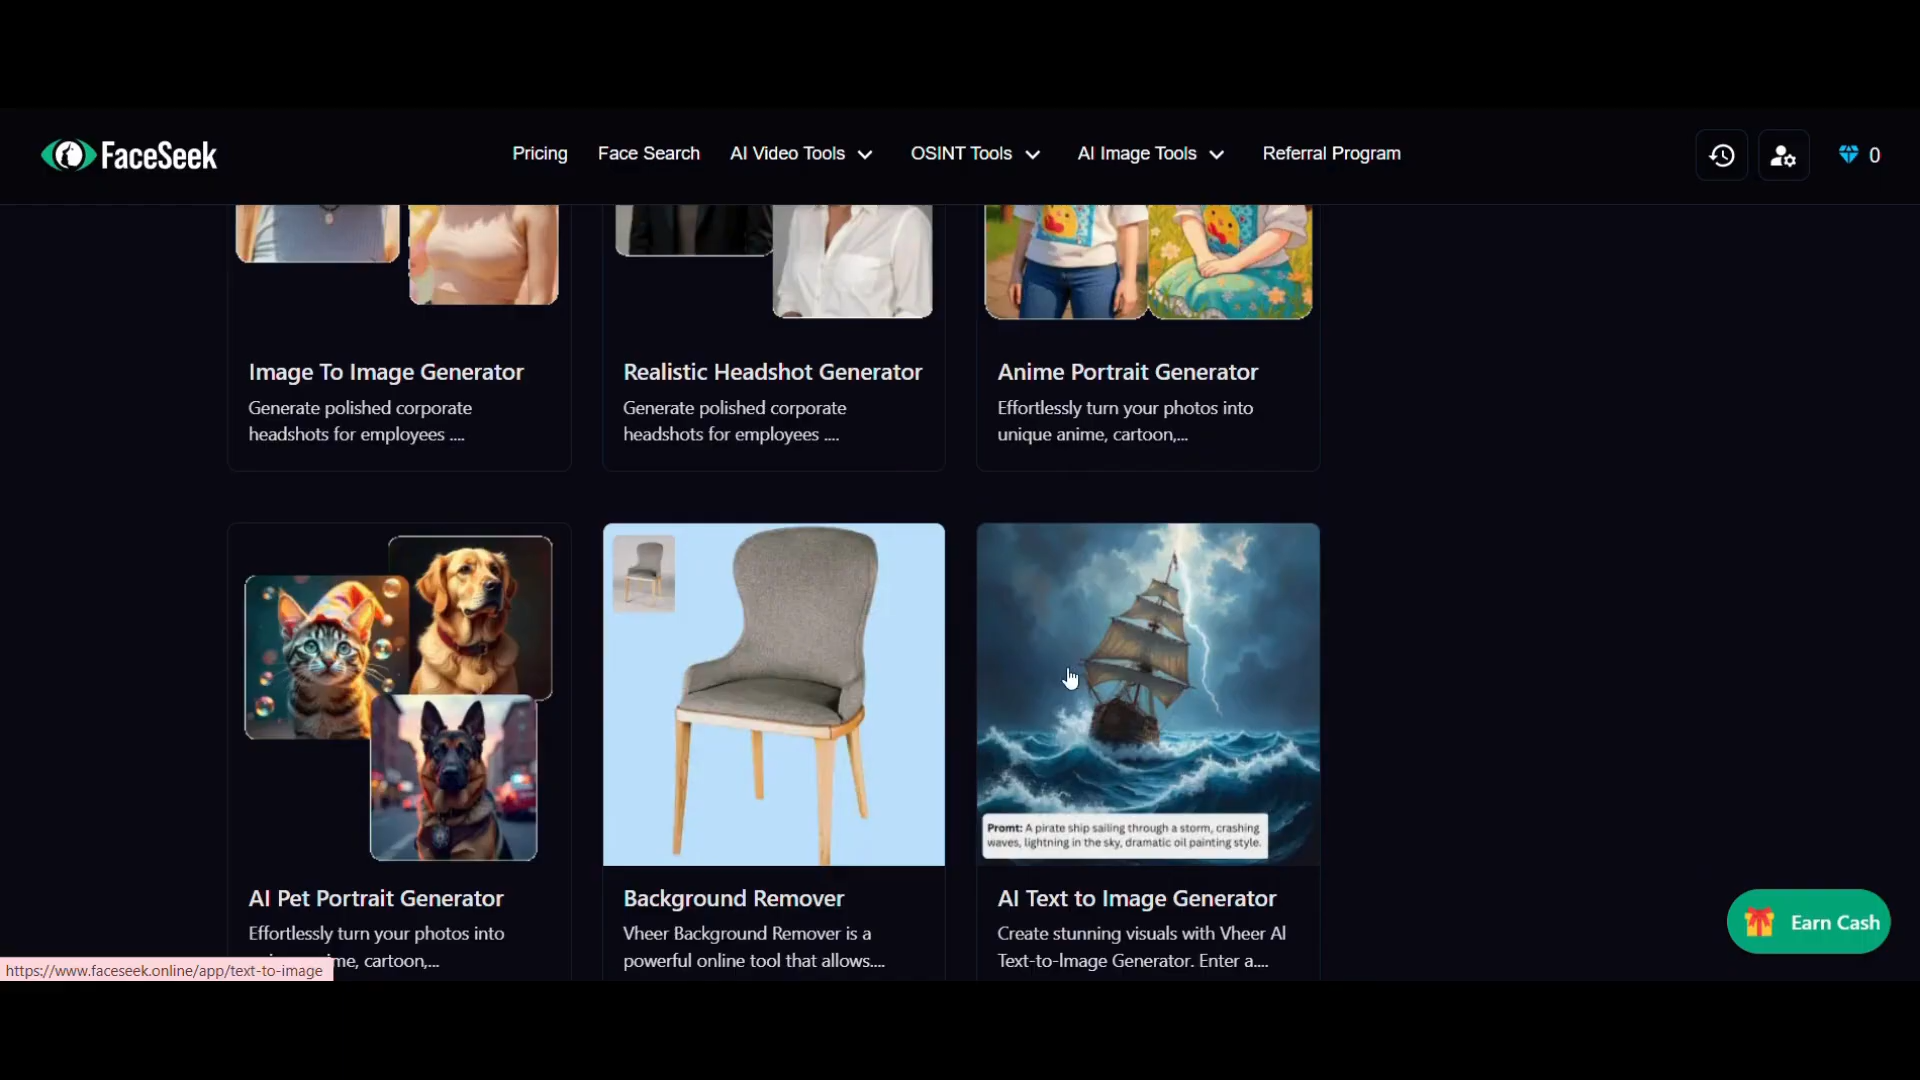 FaceSeek
Pricing
Face Search
AI Video Tools
OSINT Tools
AI Image Tools
Referral Program
0
Image To Image Generator
Generate polished corporate
headshots for employees ....
Realistic Headshot Generator
Generate polished corporate
headshots for employees ....
Anime Portrait Generator
Effortlessly turn your photos into
unique anime, cartoon,...
Promt: A pirate ship sailing through a storm, crashing
waves, lightning in the sky, dramatic oil painting style.
AI Pet Portrait Generator
Effortlessly turn your photos into
me, cartoon,...
Background Remover
Vheer Background Remover is a
powerful online tool that allows....
AI Text to Image Generator
Create stunning visuals with Vheer AI
Text-to-Image Generator. Enter a....
Earn Cash
https://www.faceseek.online/app/text-to-image